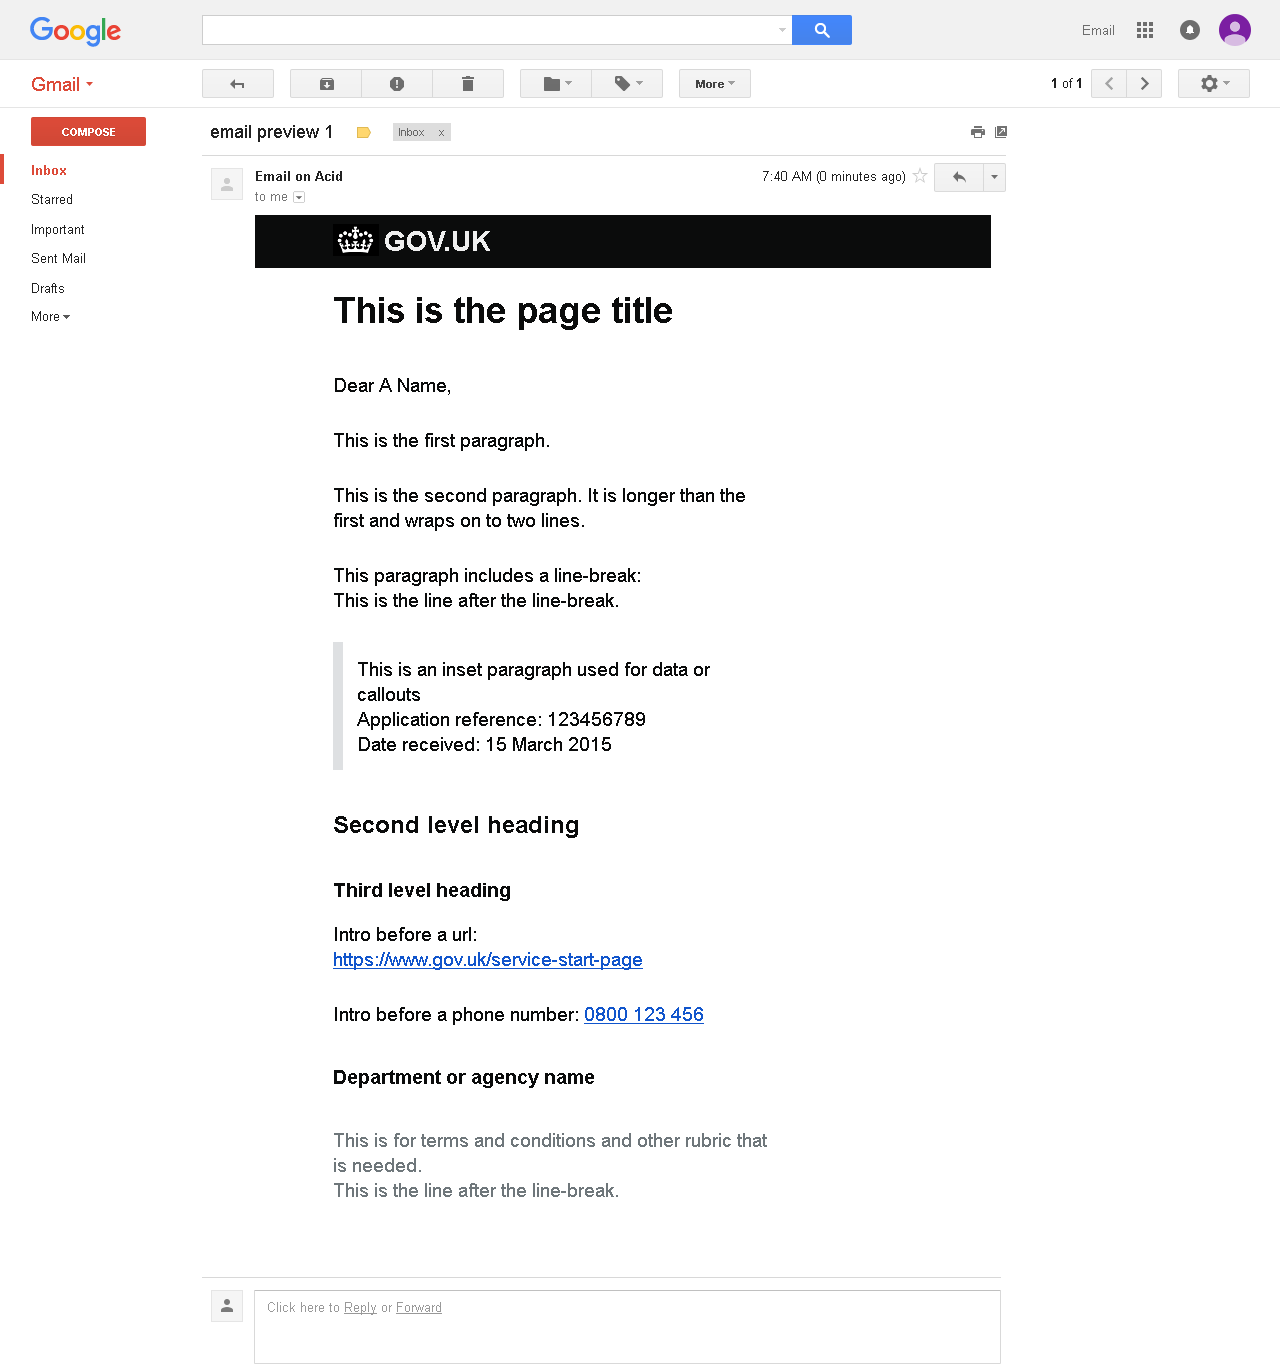 Google
Email
Gmail
More
1 of 1
COMPOSE
email preview 1
Inbox x
Inbox
Starred
Important
Sent Mail
Drafts
More
Email on Acid
7:40 AM (0 minutes ago)
to me
GOV.UK
This is the page title
Dear A Name,
This is the first paragraph.
This is the second paragraph. It is longer than the
first and wraps on to two lines.
This paragraph includes a line-break:
This is the line after the line-break.
This is an inset paragraph used for data or
callouts
Application reference: 123456789
Date received: 15 March 2015
Second level heading
Third level heading
Intro before a url:
https://www.gov.uk/service-start-page
Intro before a phone number: 0800 123 456
Department or agency name
This is for terms and conditions and other rubric that
is needed.
This is the line after the line-break.
Click here to Reply or Forward